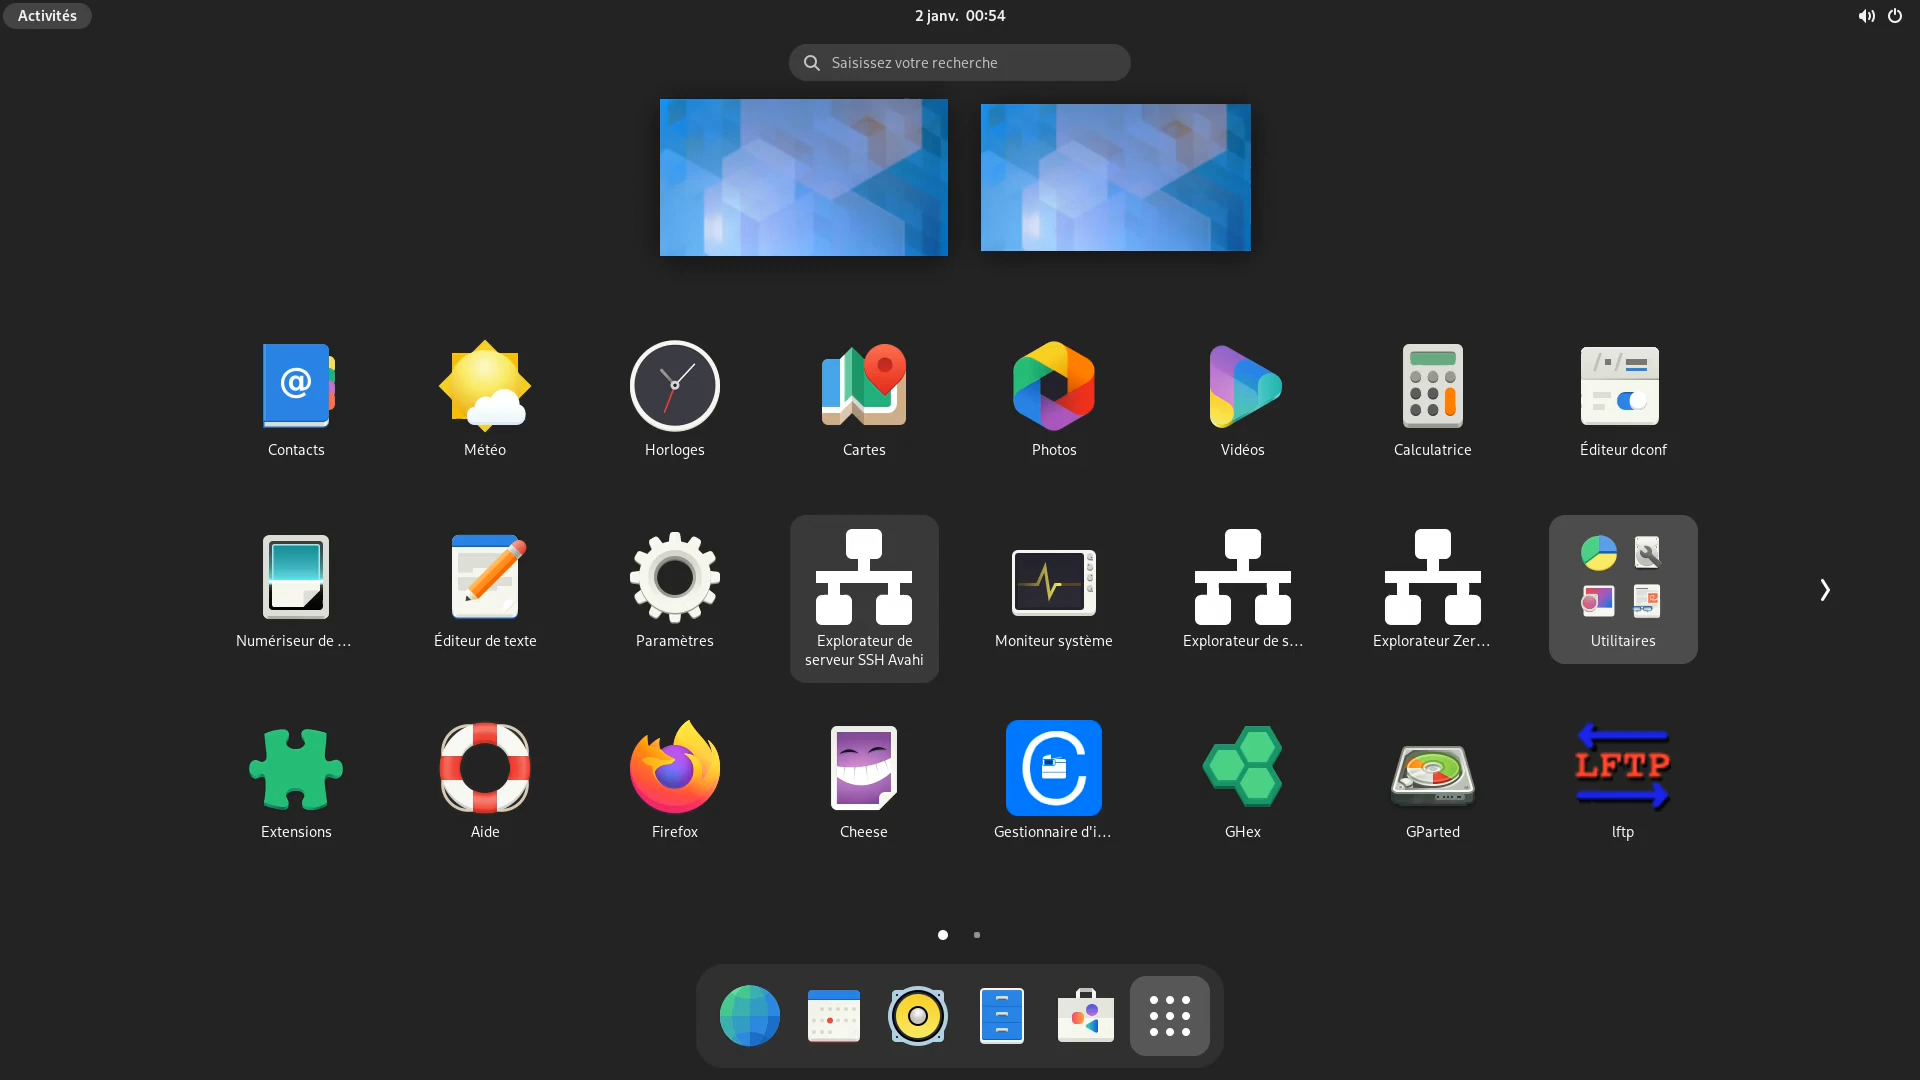 Activités
2 janv. 00:54
Saisissez votre recherche
Contacts
Météo
Horloges
Cartes
Photos
Vidéos
Calculatrice
Éditeur dconf
Numériseur de …
Éditeur de texte
Paramètres
Explorateur de
serveur SSH Avahi
Moniteur système
Explorateur de s…
Explorateur Zer…
Utilitaires
LFTP
Extensions
Aide
Firefox
Cheese
Gestionnaire d'i…
GHex
GParted
lftp